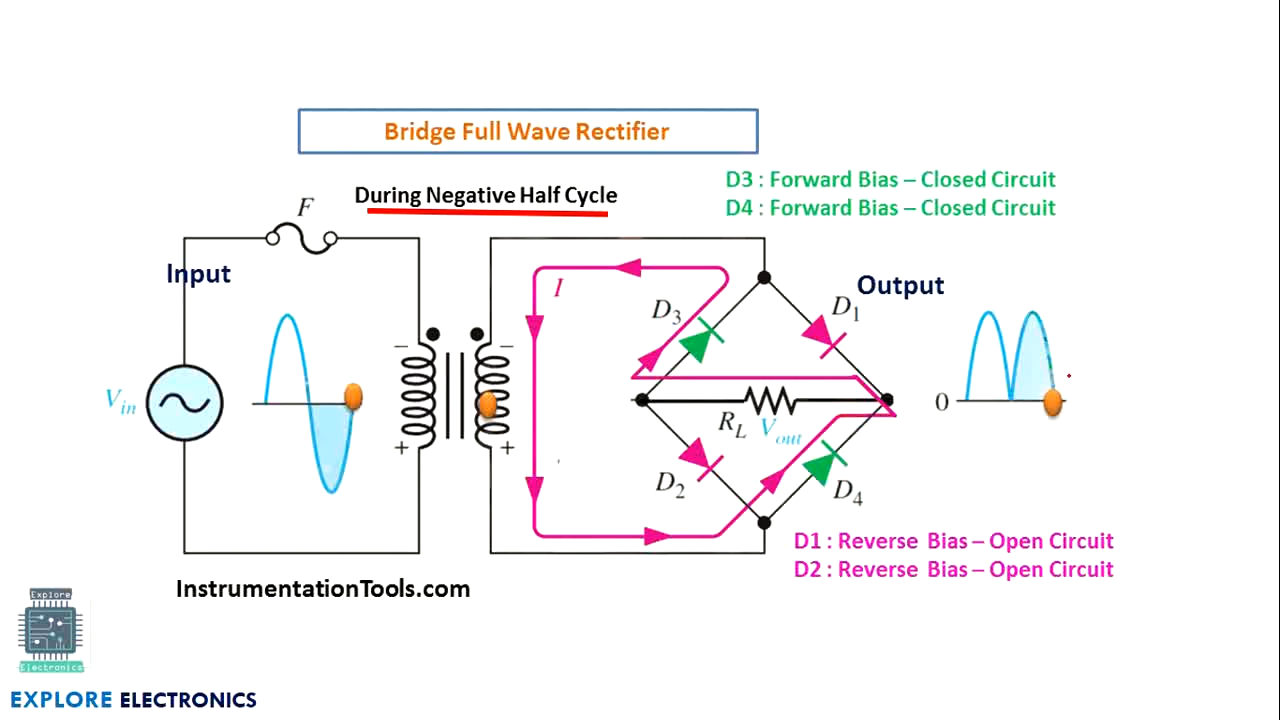 Bridge Full Wave Rectifier
During Negative Half Cycle
D3 : Forward Bias – Closed Circuit
D4 : Forward Bias – Closed Circuit
F
Input
Output
I
D3
D1
−
−
Vin
RL
Vout
0
+
+
D2
D4
D1 : Reverse Bias – Open Circuit
D2 : Reverse Bias – Open Circuit
InstrumentationTools.com
Explore
Electronics
EXPLORE ELECTRONICS